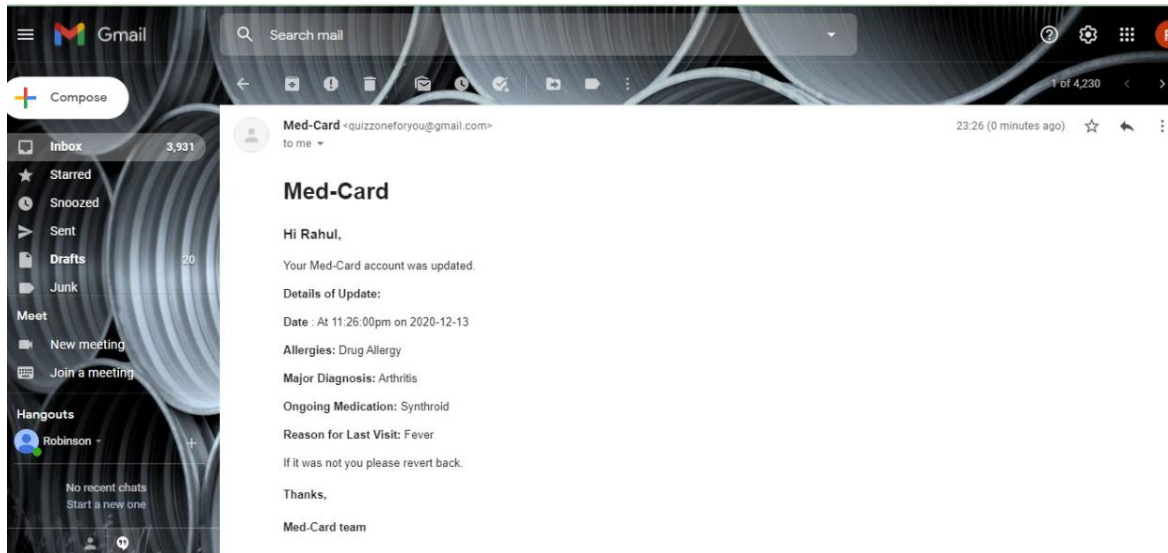 Gmail
Search mail
1 of 4,230
Compose
Inbox 3,931
Starred
Snoozed
Sent
Drafts 20
Junk
Meet
New meeting
Join a meeting
Hangouts
Robinson
No recent chats
Start a new one
Med-Card <quizzoneforyou@gmail.com> 23:26 (0 minutes ago)
to me
Med-Card
Hi Rahul,
Your Med-Card account was updated.
Details of Update:
Date : At 11:26:00pm on 2020-12-13
Allergies: Drug Allergy
Major Diagnosis: Arthritis
Ongoing Medication: Synthroid
Reason for Last Visit: Fever
If it was not you please revert back.
Thanks,
Med-Card team